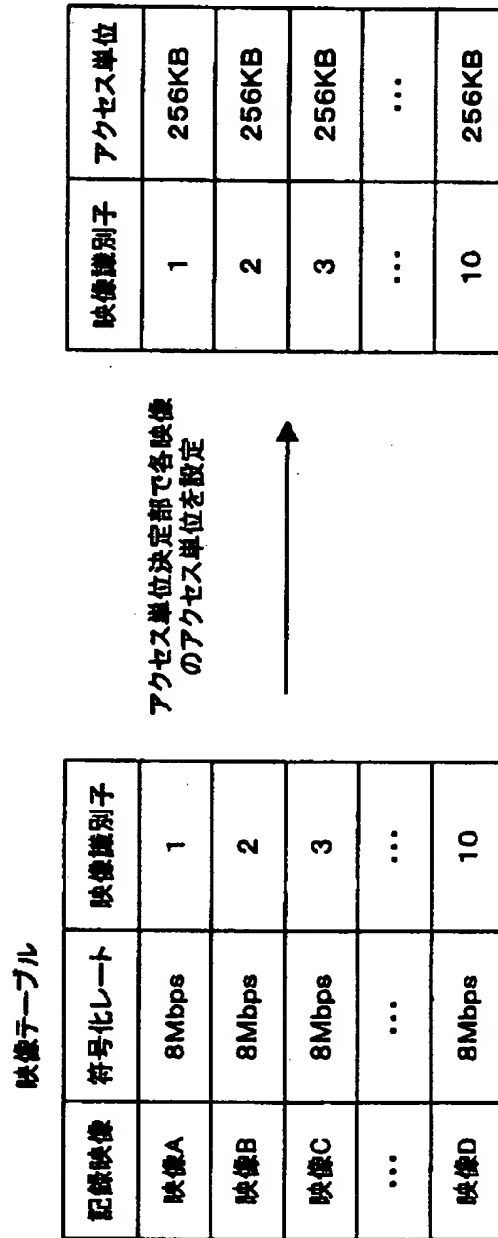 映像テーブル
記録映像 符号化レート 映像識別子
映像A 8Mbps 1
映像B 8Mbps 2
映像C 8Mbps 3
... ... ...
映像D 8Mbps 10
アクセス単位決定部で各映像
のアクセス単位を設定
映像識別子 アクセス単位
1 256KB
2 256KB
3 256KB
... ...
10 256KB